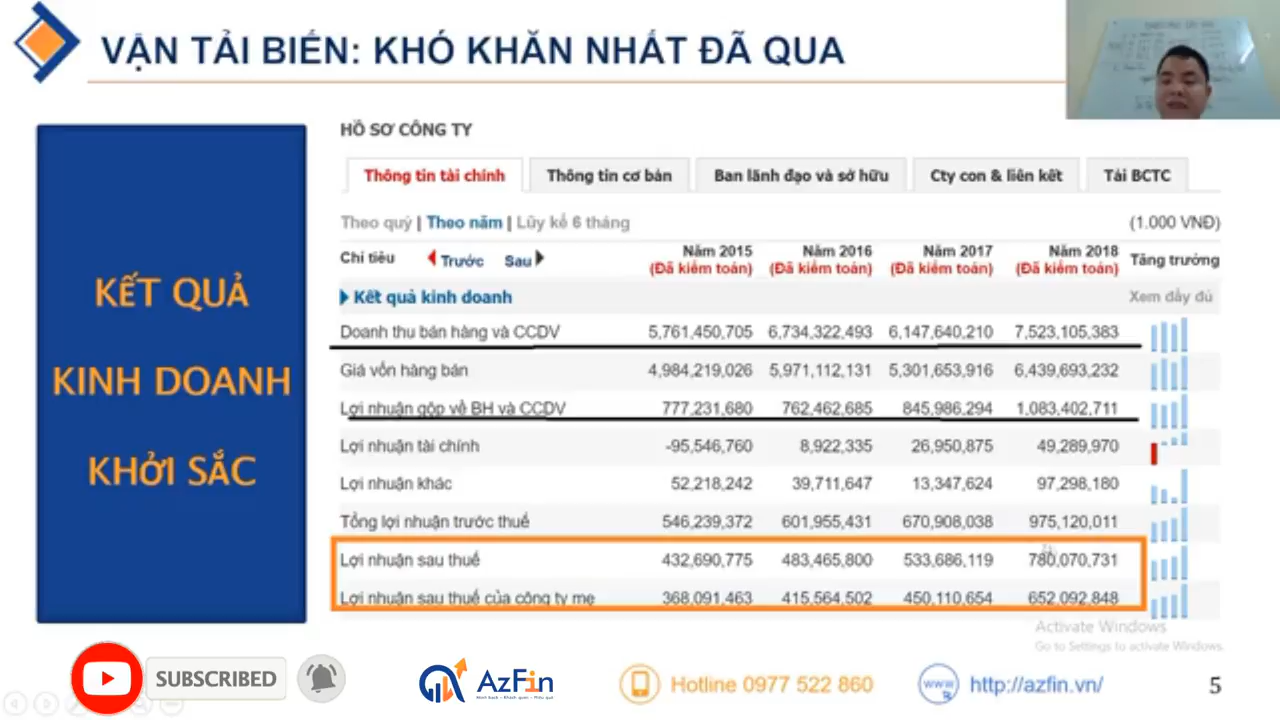 VẬN TẢI BIỂN: KHÓ KHĂN NHẤT ĐÃ QUA
KẾT QUẢ
KINH DOANH
KHỞI SẮC
HỒ SƠ CÔNG TY
Thông tin tài chính Thông tin cơ bản Ban lãnh đạo và sở hữu Cty con & liên kết Tải BCTC
Theo quý | Theo năm | Lũy kế 6 tháng (1.000 VNĐ)
Chỉ tiêu Trước Sau Năm 2015 (Đã kiểm toán) Năm 2016 (Đã kiểm toán) Năm 2017 (Đã kiểm toán) Năm 2018 (Đã kiểm toán) Tăng trưởng
Kết quả kinh doanh Xem đầy đủ
Doanh thu bán hàng và CCDV 5,761,450,705 6,734,322,493 6,147,640,210 7,523,105,383
Giá vốn hàng bán 4,984,219,026 5,971,112,131 5,301,653,916 6,439,693,232
Lợi nhuận gộp về BH và CCDV 777,231,680 762,462,685 845,986,294 1,083,402,711
Lợi nhuận tài chính -95,546,760 8,922,335 26,950,875 49,289,970
Lợi nhuận khác 52,218,242 39,711,647 13,347,624 97,298,180
Tổng lợi nhuận trước thuế 546,239,372 601,955,431 670,908,038 975,120,011
Lợi nhuận sau thuế 432,690,775 483,465,800 533,686,119 780,070,731
Lợi nhuận sau thuế của công ty mẹ 368,091,463 415,564,502 450,110,654 652,092,848
Activate Windows
Go to Settings to activate Windows.
SUBSCRIBED
AzFin
Hotline 0977 522 860
www
http://azfin.vn/
5